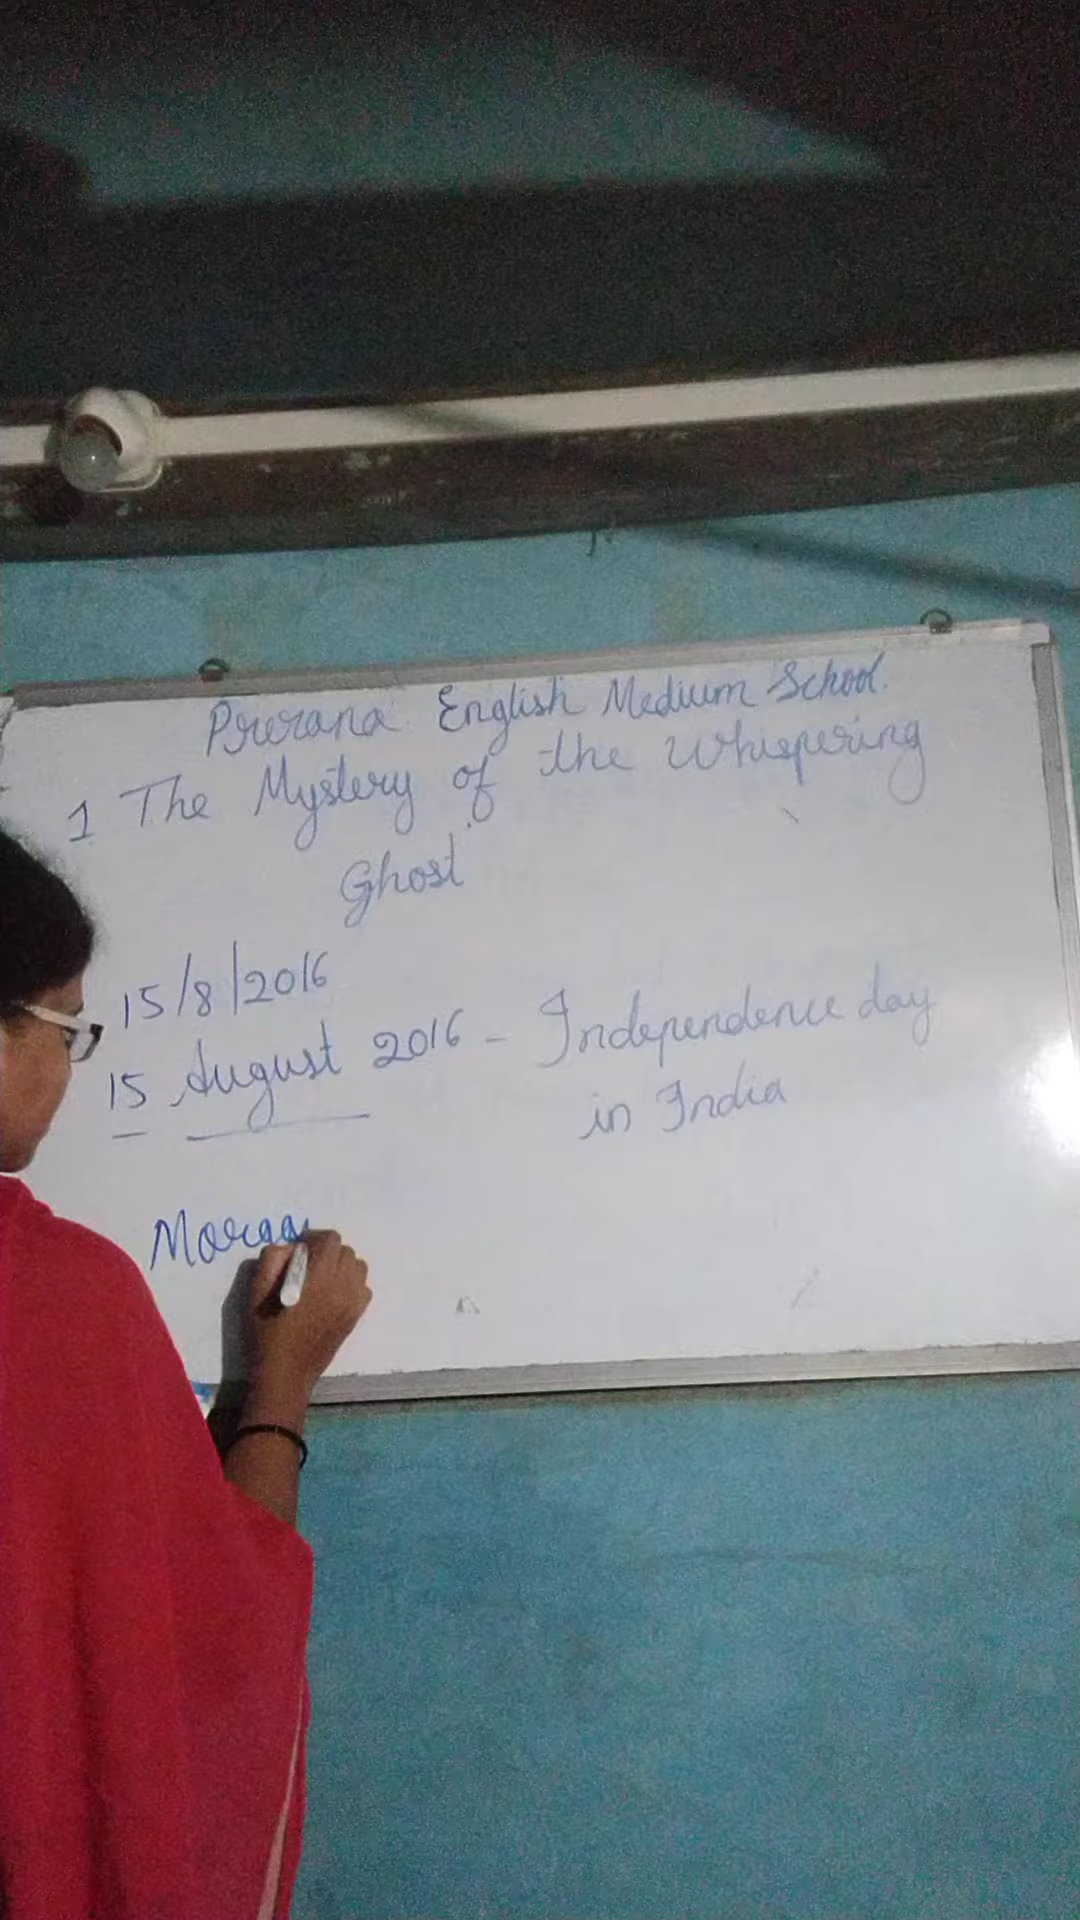 Prerana English Medium School.
1 The Mystery of the Whispering
Ghost
15/8/2016
15 August 2016 - Independence day
in India